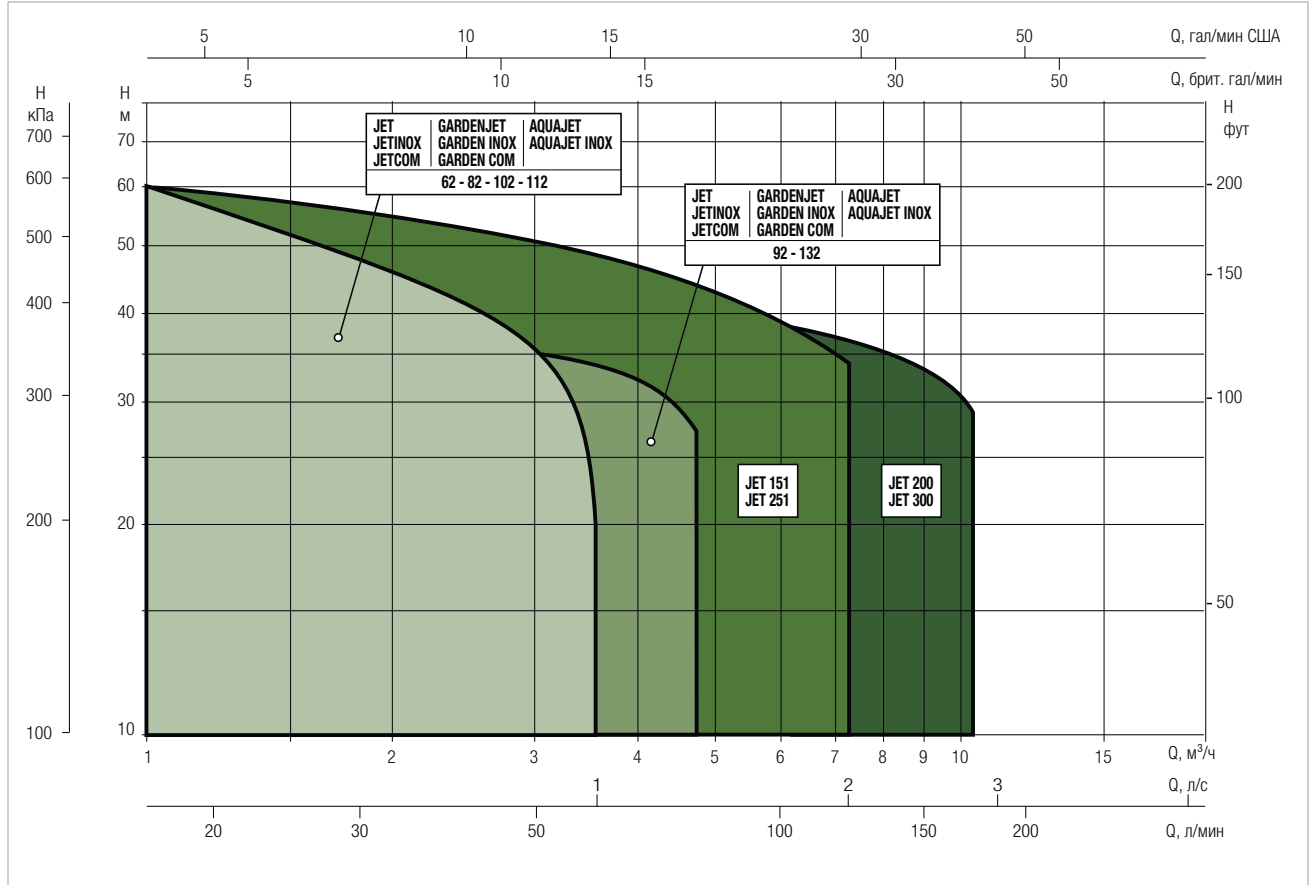 5 10 15 30 50 Q, гал/мин США
5 10 15 30 50 Q, брит. гал/мин
H
кПа
H
м
H
фут
700
600
500
400
300
200
100
70
60
50
40
30
20
10
200
150
100
50
JET GARDENJET AQUAJET
JETINOX GARDEN INOX AQUAJET INOX
JETCOM GARDEN COM
62 - 82 - 102 - 112
JET GARDENJET AQUAJET
JETINOX GARDEN INOX AQUAJET INOX
JETCOM GARDEN COM
92 - 132
JET 151
JET 251
JET 200
JET 300
1 2 3 4 5 6 7 8 9 10 15 Q, м³/ч
1 2 3 Q, л/с
20 30 50 100 150 200 Q, л/мин